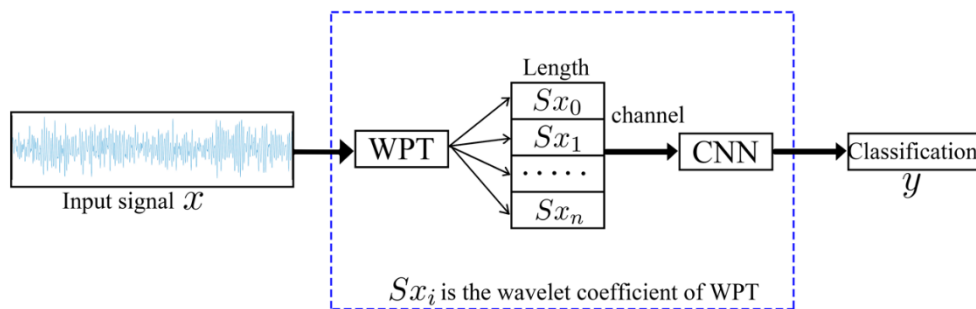 Length
Sx₀
channel
WPT
Sx₁
CNN
Classification
· · · · ·
y
Input signal x
Sxₙ
Sxᵢ is the wavelet coefficient of WPT